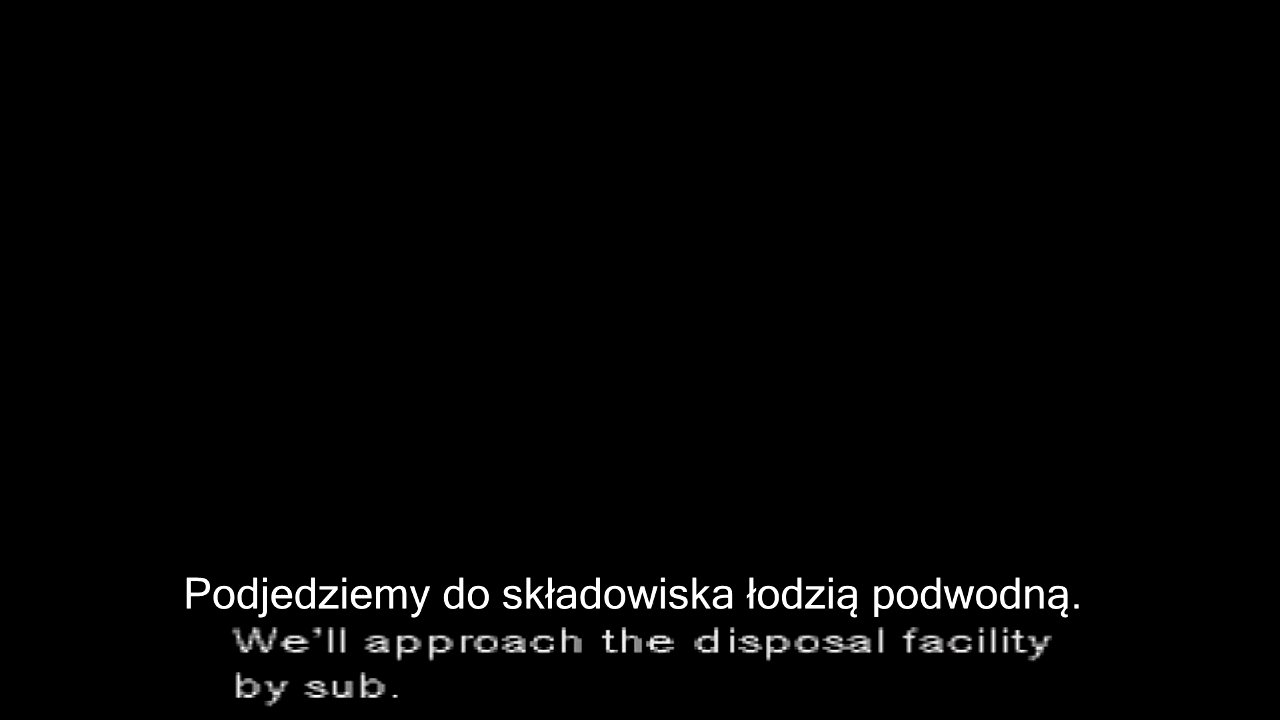 Podjedziemy do składowiska łodzią podwodną.
We'll approach the disposal facility
by sub.